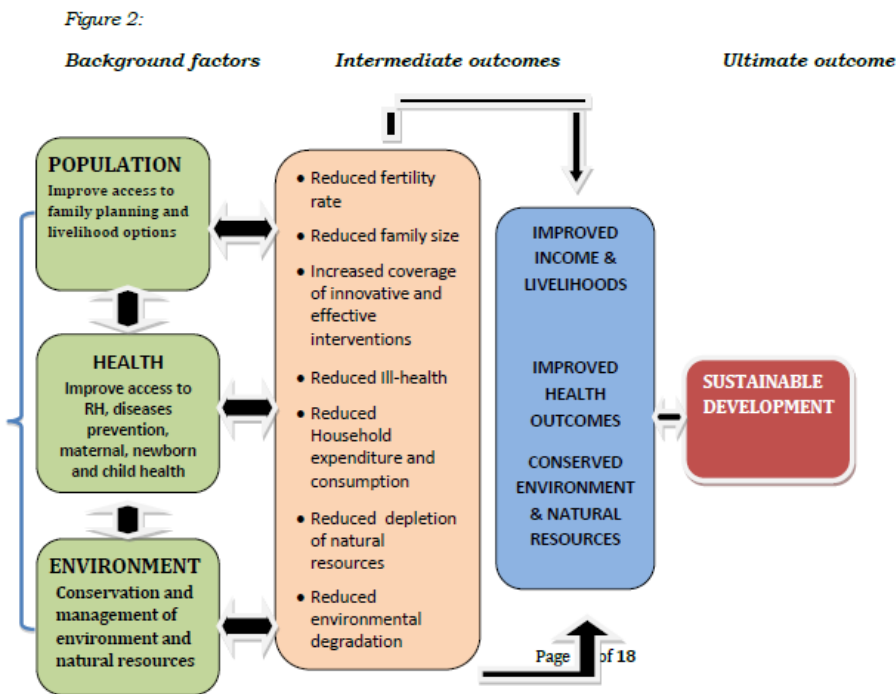 Figure 2:
Background factors
Intermediate outcomes
Ultimate outcome
POPULATION
Improve access to
family planning and
livelihood options
HEALTH
Improve access to
RH, diseases
prevention,
maternal, newborn
and child health
ENVIRONMENT
Conservation and
management of
environment and
natural resources
• Reduced fertility
rate
• Reduced family size
• Increased coverage
of innovative and
effective
interventions
• Reduced Ill-health
• Reduced
Household
expenditure and
consumption
• Reduced depletion
of natural
resources
• Reduced
environmental
degradation
IMPROVED
INCOME &
LIVELIHOODS
IMPROVED
HEALTH
OUTCOMES
CONSERVED
ENVIRONMENT
& NATURAL
RESOURCES
SUSTAINABLE
DEVELOPMENT
Page of 18